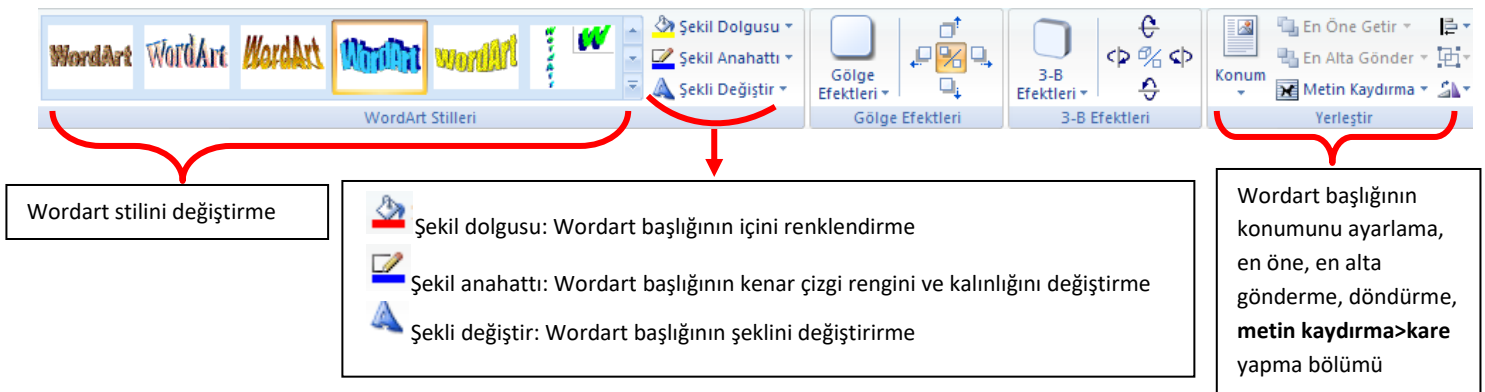 WordArt WordArt WordArt WordArt WordArt W
Şekil Dolgusu
Şekil Anahattı
Şekli Değiştir
WordArt Stilleri
Gölge
Efektleri
Gölge Efektleri
3-B
Efektleri
3-B Efektleri
Konum
En Öne Getir
En Alta Gönder
Metin Kaydırma
Yerleştir
Wordart stilini değiştirme
Şekil dolgusu: Wordart başlığının içini renklendirme
Şekil anahattı: Wordart başlığının kenar çizgi rengini ve kalınlığını değiştirme
Şekli değiştir: Wordart başlığının şeklini değiştirirme
Wordart başlığının
konumunu ayarlama,
en öne, en alta
gönderme, döndürme,
metin kaydırma>kare
yapma bölümü